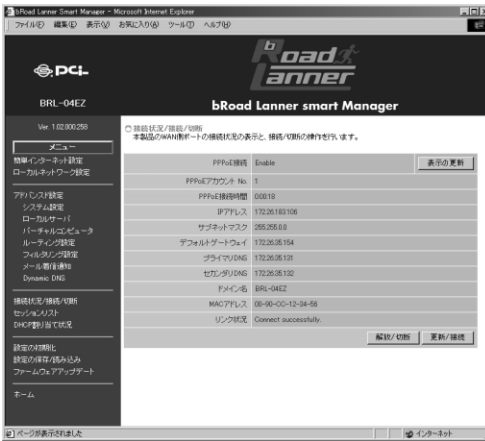 bRoad Lanner Smart Manager - Microsoft Internet Explorer
ファイル(F) 編集(E) 表示(V) お気に入り(A) ツール(T) ヘルプ(H)
PCi
bRoad Lanner
BRL-04EZ
bRoad Lanner smart Manager
Ver. 1.02.000.258
メニュー
簡単インターネット設定
ローカルネットワーク設定
アドバンスド設定
システム設定
ローカルサーバ
バーチャルコンピュータ
ルーティング設定
フィルタリング設定
メール着信通知
Dynamic DNS
接続状況/接続/切断
セッションリスト
DHCP割り当て状況
設定の初期化
設定の保存/読み込み
ファームウェアアップデート
ホーム
接続状況/接続/切断
本製品のWAN側ポートの接続状況の表示と、接続/切断の操作を行います。
PPPoE接続 Enable 表示の更新
PPPoEアカウント No. 1
PPPoE接続時間 0:00:18
IPアドレス 172.26.183.106
サブネットマスク 255.255.0.0
デフォルトゲートウェイ 172.26.35.154
プライマリDNS 172.26.35.131
セカンダリDNS 172.26.35.132
ドメイン名 BRL-04EZ
MACアドレス 00-90-CC-12-04-56
リンク状況 Connect successfully.
解放/切断 更新/接続
ページが表示されました インターネット